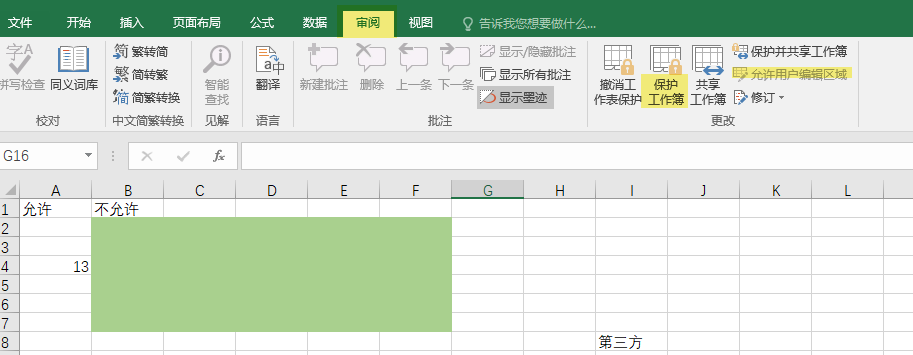 文件 开始 插入 页面布局 公式 数据 审阅 视图 告诉我您想要做什么...
字A 拼写检查 同义词库
繁转简
简转繁
简繁转换
智能查找
翻译
新建批注 删除 上一条 下一条
显示/隐藏批注
显示所有批注
显示墨迹
撤消工作表保护
保护工作簿
共享工作簿
保护并共享工作簿
允许用户编辑区域
修订
校对 中文简繁转换 见解 语言 批注 更改
G16 fx
A B C D E F G H I J K L
1 允许 不允许
2
3
4 13
5
6
7
8 第三方